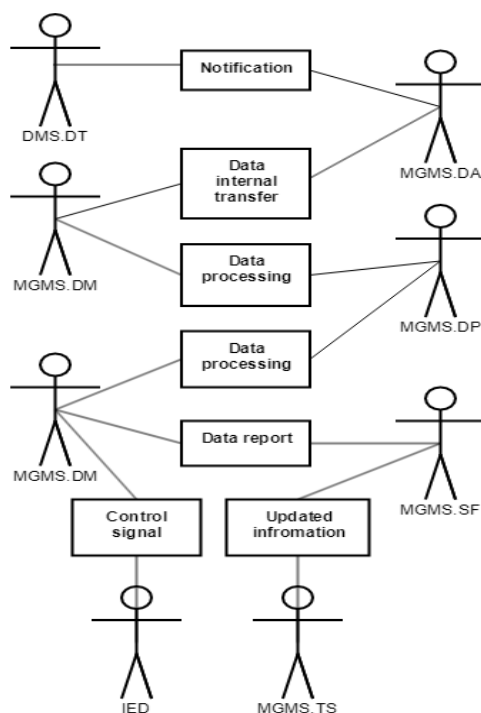 Notification
DMS.DT
MGMS.DA
Data
internal
transfer
MGMS.DM
Data
processing
MGMS.DP
Data
processing
MGMS.DM
Data report
MGMS.SF
Control
signal
Updated
infromation
IED
MGMS.TS